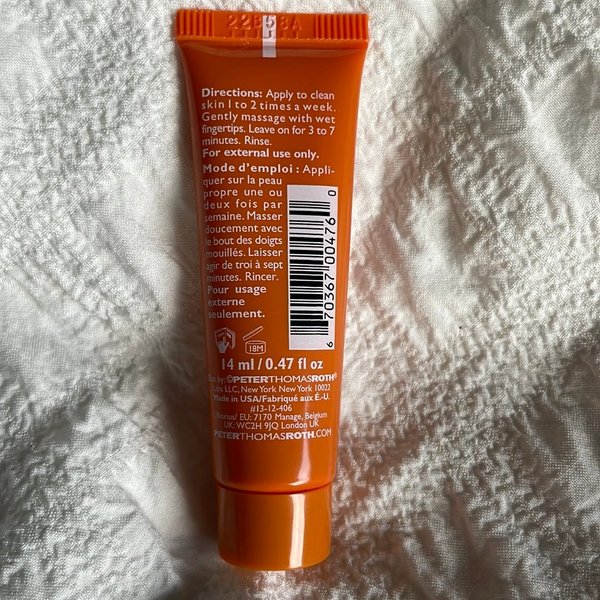 22B58A
Directions: Apply to clean
skin 1 to 2 times a week.
Gently massage with wet
fingertips. Leave on for 3 to 7
minutes. Rinse.
For external use only.
Mode d'emploi : Appli-
quer sur la peau
propre une ou
deux fois par
semaine. Masser
doucement avec
le bout des doigts
mouillés. Laisser
agir de troi à sept
minutes. Rincer.
Pour usage
externe
seulement.
6 70367 00476 0
18M
14 ml / 0.47 fl oz
by: ©PETERTHOMASROTH®
Labs LLC, New York New York 10022
Made in USA/Fabriqué aux É.-U.
#13-12-406
EU: 7170 Manage, Belgium
UK: WC2H 9JQ London UK
PETERTHOMASROTH.COM